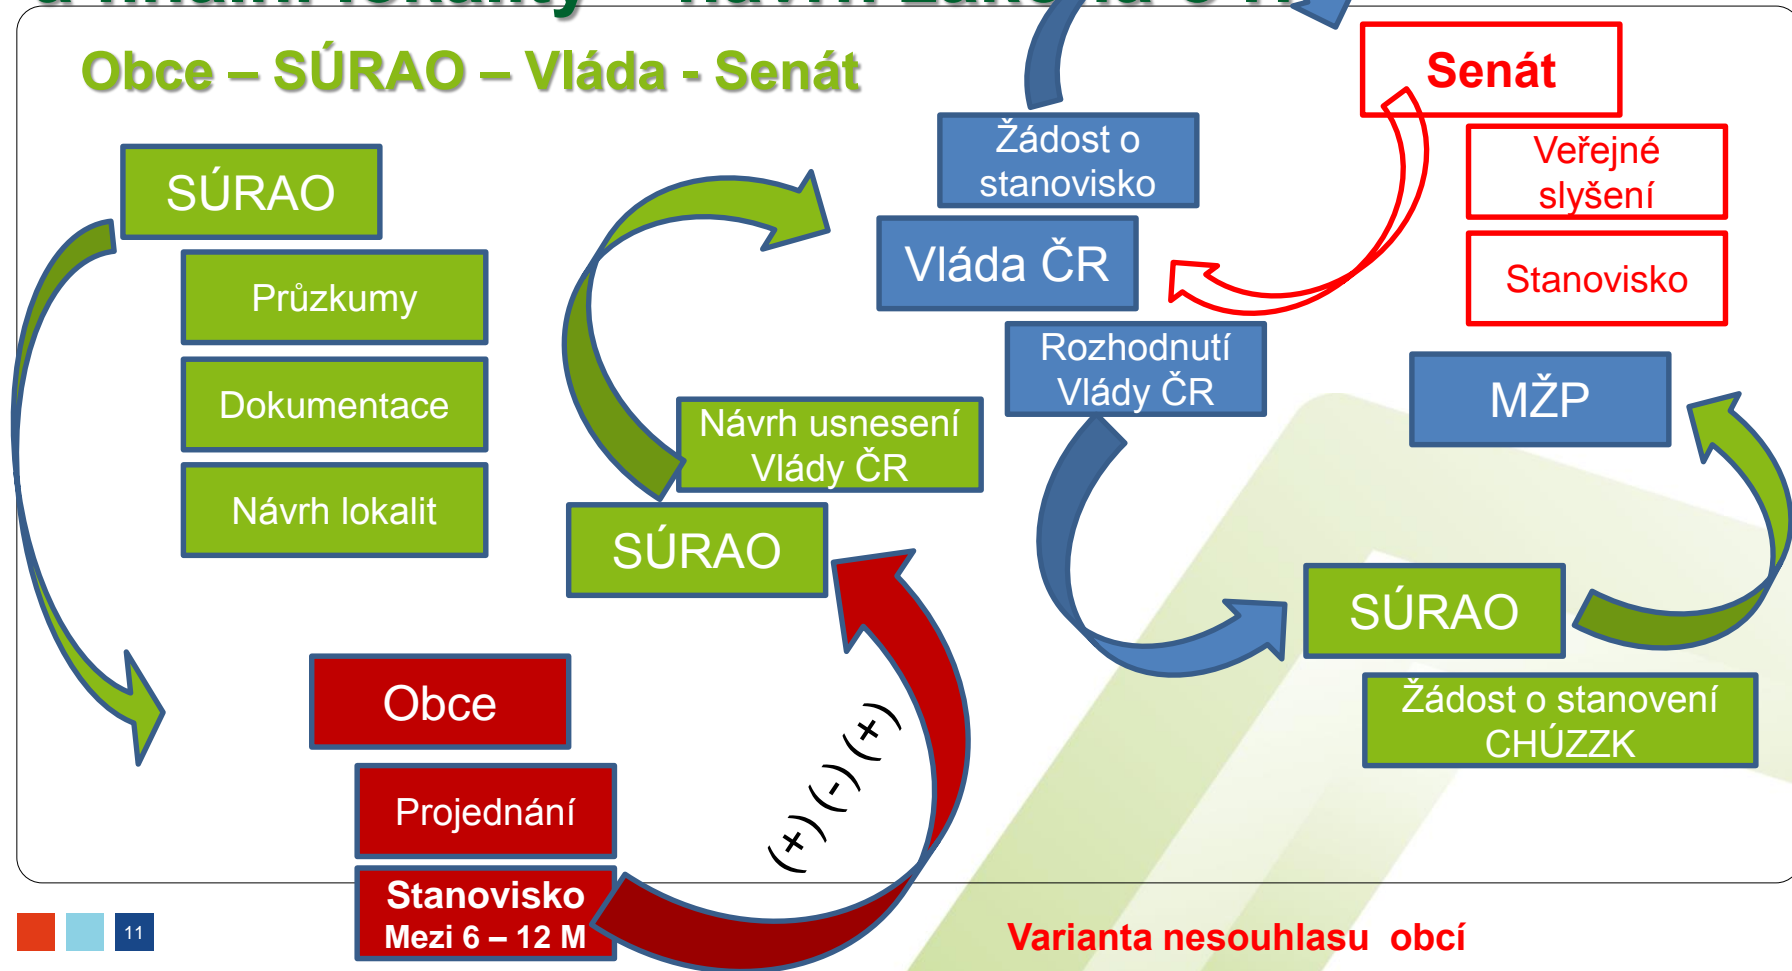 Obce – SÚRAO – Vláda - Senát
SÚRAO
Průzkumy
Dokumentace
Návrh lokalit
Obce
Projednání
Stanovisko
Mezi 6 – 12 M
(+) (-) (+)
SÚRAO
Návrh usnesení
Vlády ČR
Žádost o
stanovisko
Vláda ČR
Rozhodnutí
Vlády ČR
Senát
Veřejné
slyšení
Stanovisko
MŽP
SÚRAO
Žádost o stanovení
CHÚZZK
11
Varianta nesouhlasu obcí